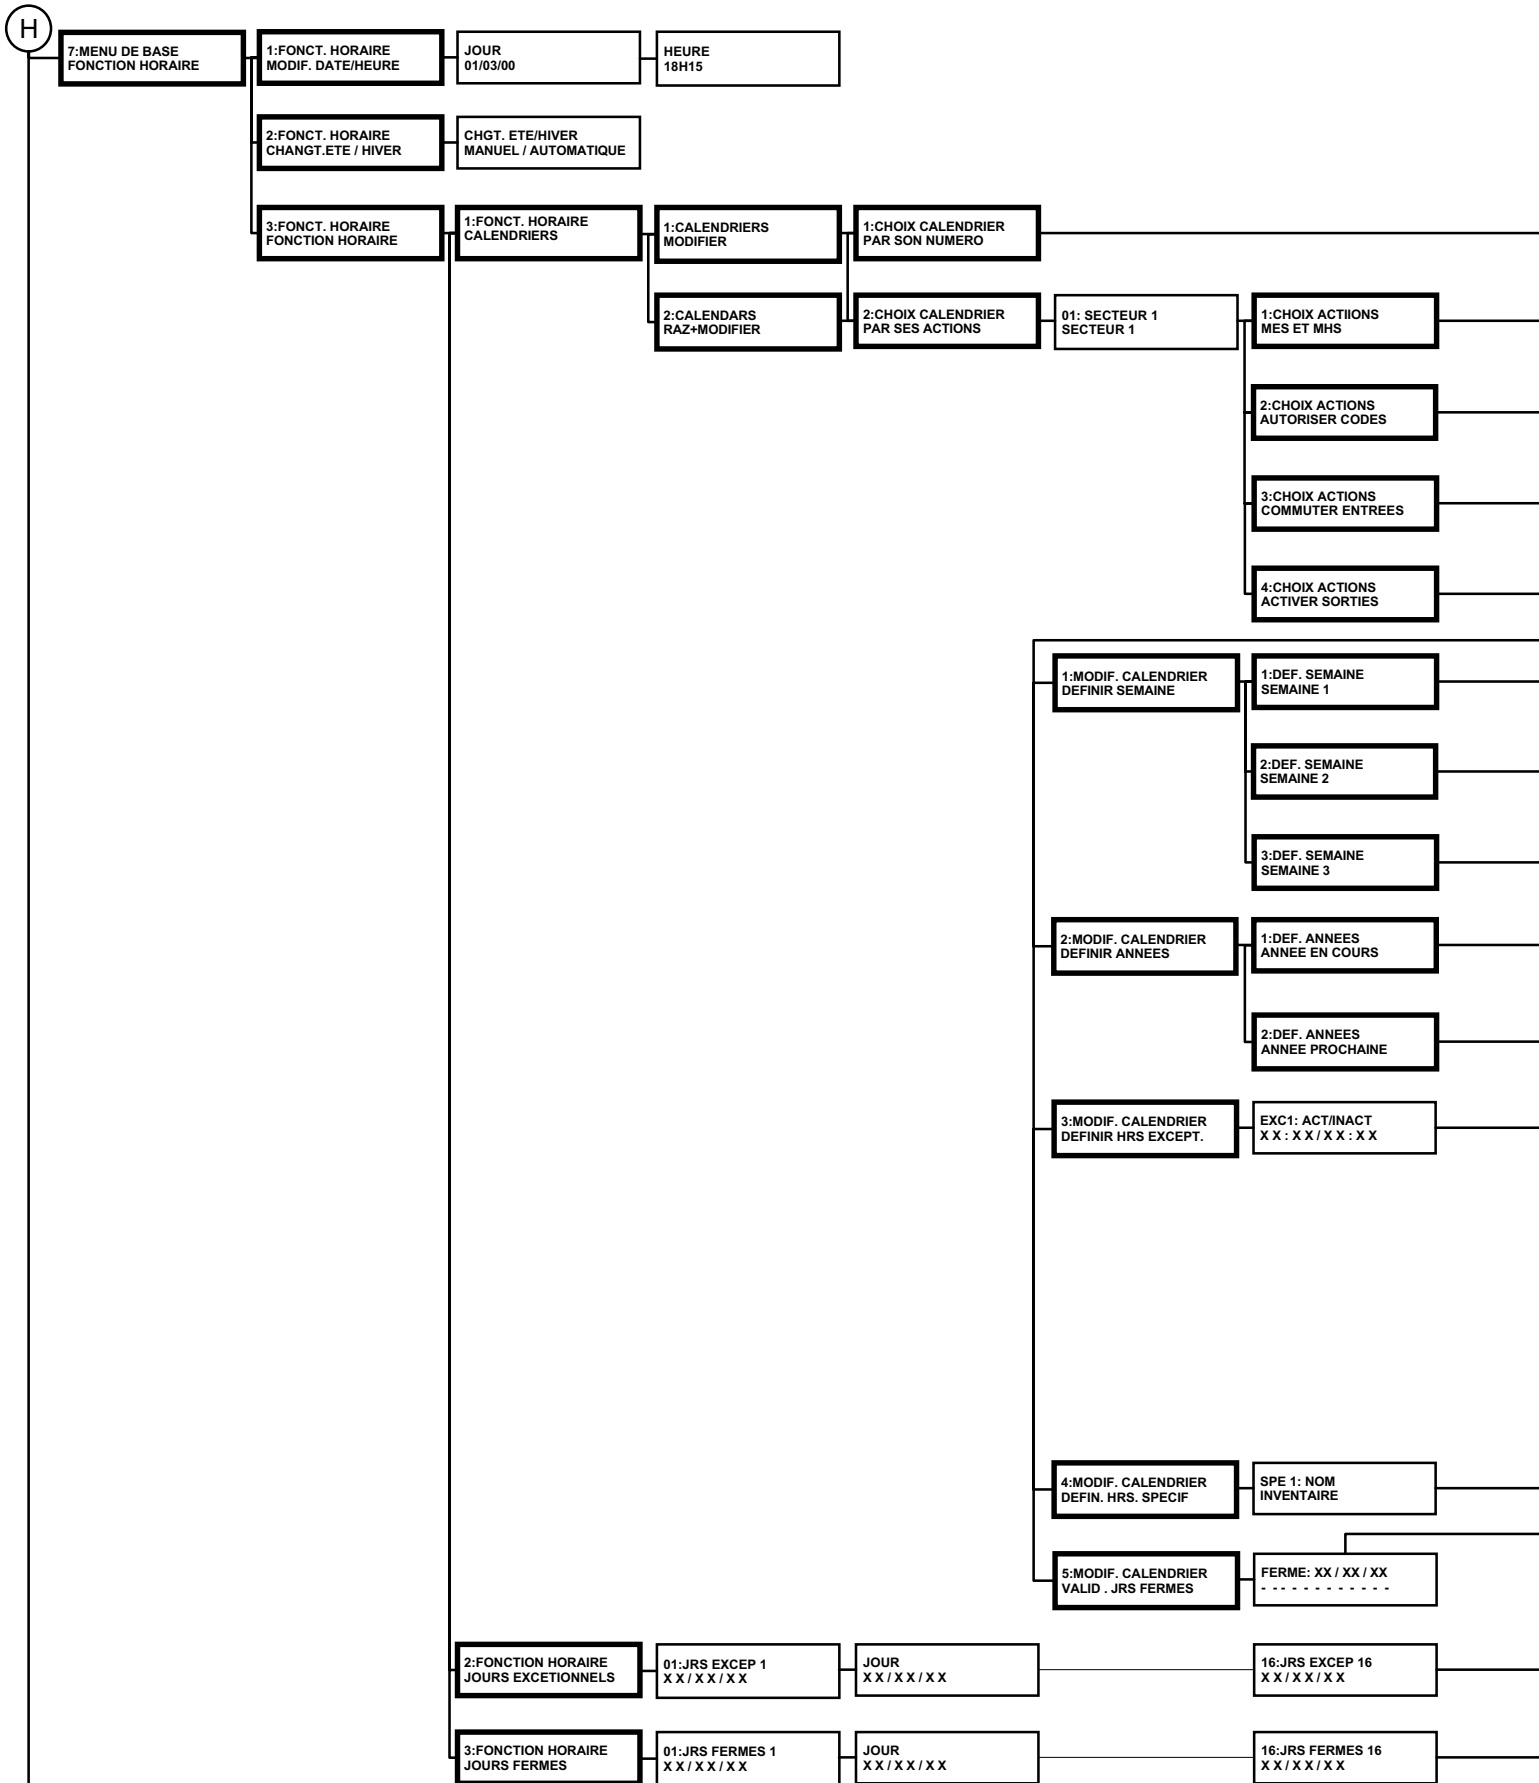 H
7:MENU DE BASE
FONCTION HORAIRE
1:FONCT. HORAIRE
MODIF. DATE/HEURE
JOUR
01/03/00
HEURE
18H15
2:FONCT. HORAIRE
CHANGT.ETE / HIVER
CHGT. ETE/HIVER
MANUEL / AUTOMATIQUE
3:FONCT. HORAIRE
FONCTION HORAIRE
1:FONCT. HORAIRE
CALENDRIERS
1:CALENDRIERS
MODIFIER
1:CHOIX CALENDRIER
PAR SON NUMERO
2:CALENDARS
RAZ+MODIFIER
2:CHOIX CALENDRIER
PAR SES ACTIONS
01: SECTEUR 1
SECTEUR 1
1:CHOIX ACTIIONS
MES ET MHS
2:CHOIX ACTIONS
AUTORISER CODES
3:CHOIX ACTIONS
COMMUTER ENTREES
4:CHOIX ACTIONS
ACTIVER SORTIES
1:MODIF. CALENDRIER
DEFINIR SEMAINE
1:DEF. SEMAINE
SEMAINE 1
2:DEF. SEMAINE
SEMAINE 2
3:DEF. SEMAINE
SEMAINE 3
2:MODIF. CALENDRIER
DEFINIR ANNEES
1:DEF. ANNEES
ANNEE EN COURS
2:DEF. ANNEES
ANNEE PROCHAINE
3:MODIF. CALENDRIER
DEFINIR HRS EXCEPT.
EXC1: ACT/INACT
X X : X X / X X : X X
4:MODIF. CALENDRIER
DEFIN. HRS. SPECIF
SPE 1: NOM
INVENTAIRE
5:MODIF. CALENDRIER
VALID . JRS FERMES
FERME: XX / XX / XX
- - - - - - - - - - - -
2:FONCTION HORAIRE
JOURS EXCETIONNELS
01:JRS EXCEP 1
X X / X X / X X
JOUR
X X / X X / X X
16:JRS EXCEP 16
X X / X X / X X
3:FONCTION HORAIRE
JOURS FERMES
01:JRS FERMES 1
X X / X X / X X
JOUR
X X / X X / X X
16:JRS FERMES 16
X X / X X / X X